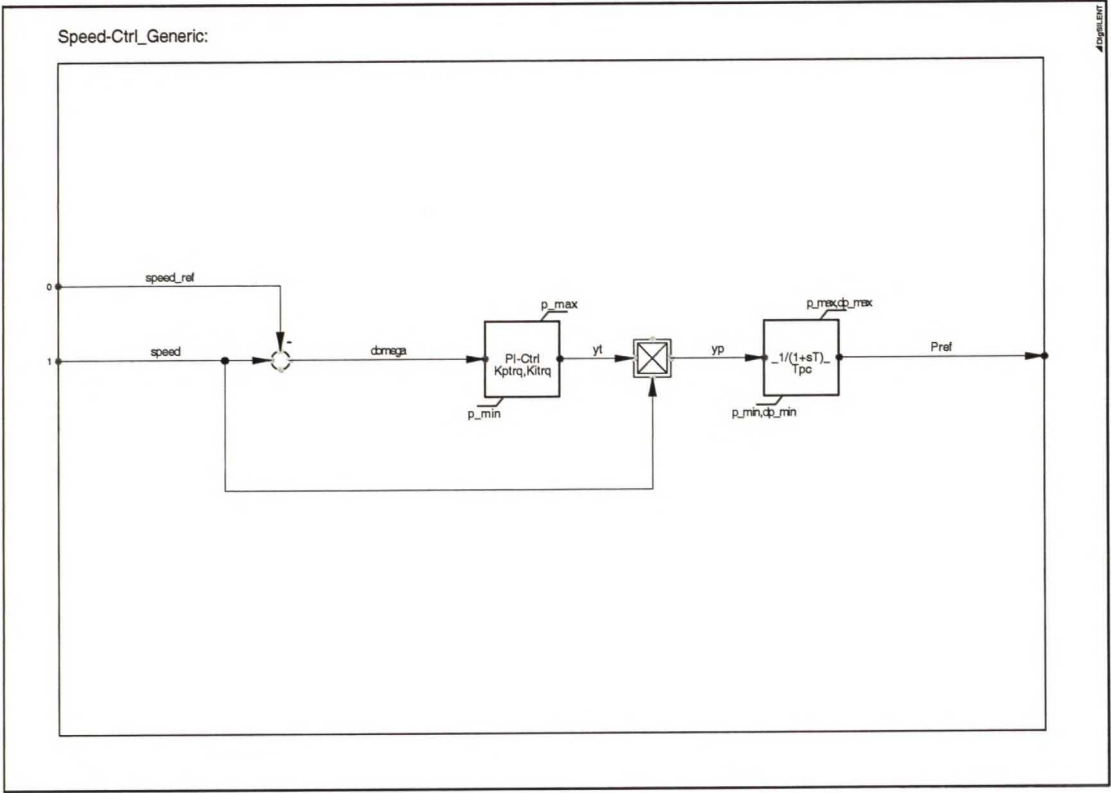 Speed-Ctrl_Generic:
DIgSILENT
speed_ref
0
-
p_max
p_max,dp_max
1
speed
domega
PI-Ctrl
Kptrq,Kitrq
yt
yp
_1/(1+sT)_
Tpc
Pref
p_min
p_min,dp_min